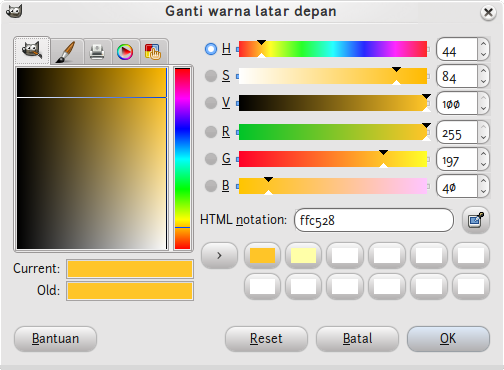 Ganti warna latar depan
H 44
S 84
V 100
R 255
G 197
B 40
HTML notation: ffc528
>
Current:
Old:
Bantuan Reset Batal OK